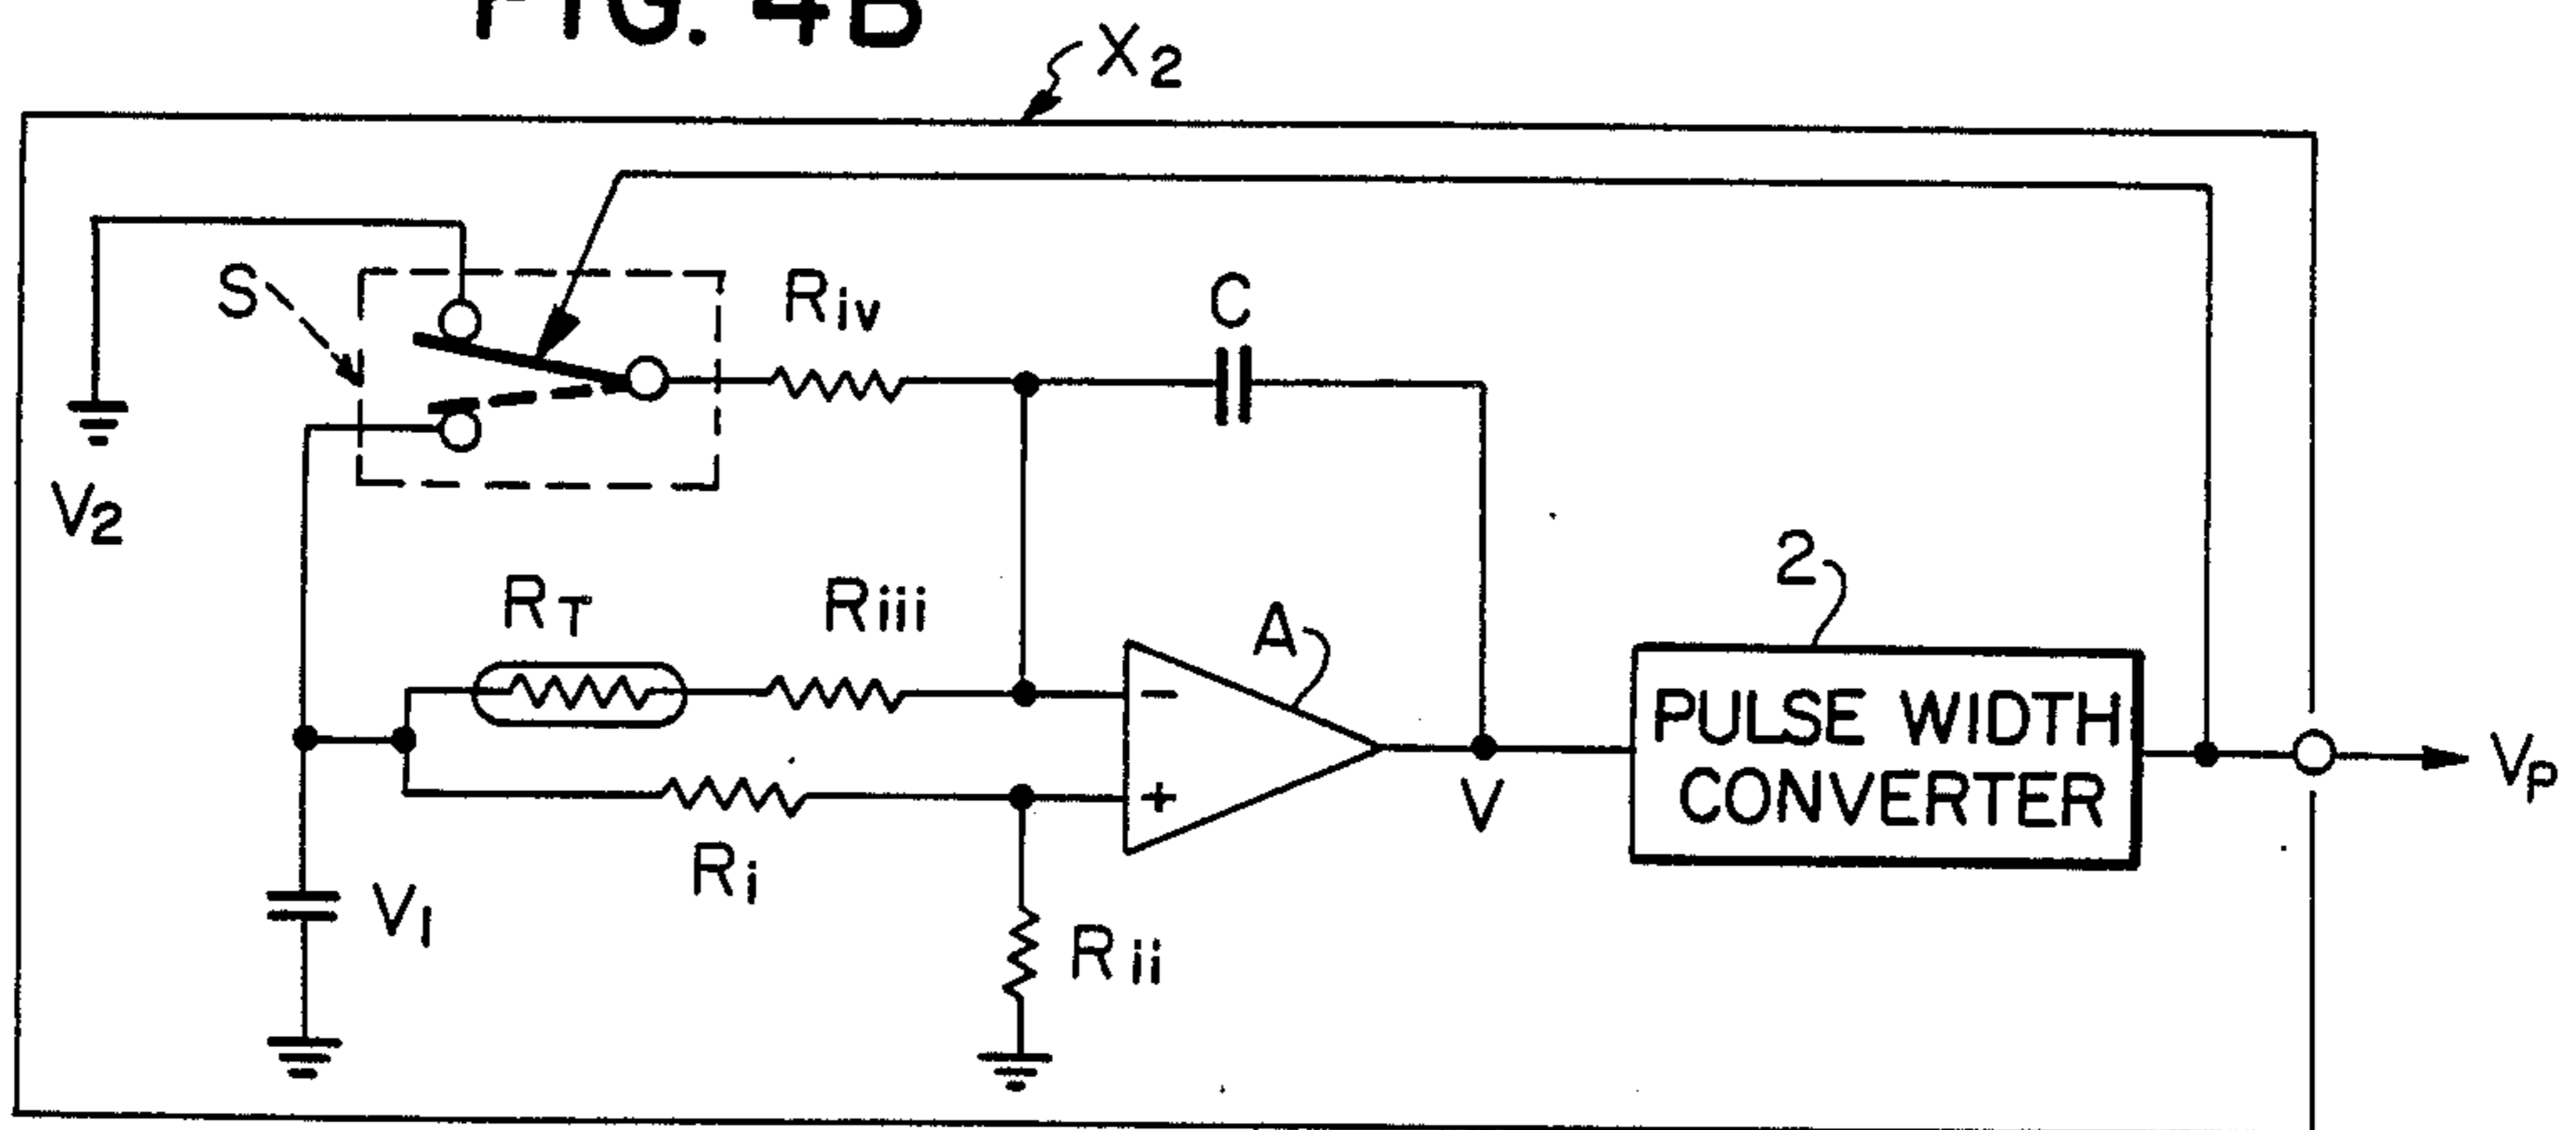 FIG. 4B
X2
S
Riv
C
V2
RT
Riii
A
2
PULSE WIDTH
CONVERTER
V
VP
Ri
V1
Rii
−
+